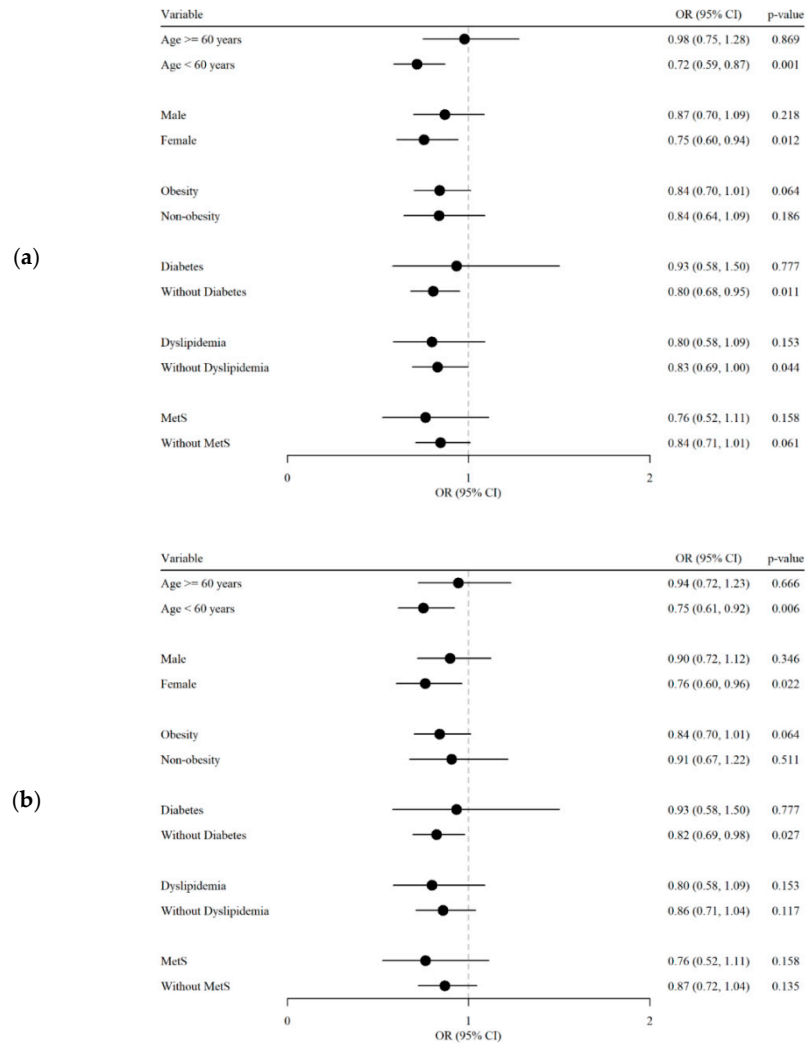 Variable OR (95% CI) p-value
Age >= 60 years 0.98 (0.75, 1.28) 0.869
Age < 60 years 0.72 (0.59, 0.87) 0.001
Male 0.87 (0.70, 1.09) 0.218
Female 0.75 (0.60, 0.94) 0.012
Obesity 0.84 (0.70, 1.01) 0.064
Non-obesity 0.84 (0.64, 1.09) 0.186
(a)
Diabetes 0.93 (0.58, 1.50) 0.777
Without Diabetes 0.80 (0.68, 0.95) 0.011
Dyslipidemia 0.80 (0.58, 1.09) 0.153
Without Dyslipidemia 0.83 (0.69, 1.00) 0.044
MetS 0.76 (0.52, 1.11) 0.158
Without MetS 0.84 (0.71, 1.01) 0.061
0 1 2
OR (95% CI)
Variable OR (95% CI) p-value
Age >= 60 years 0.94 (0.72, 1.23) 0.666
Age < 60 years 0.75 (0.61, 0.92) 0.006
Male 0.90 (0.72, 1.12) 0.346
Female 0.76 (0.60, 0.96) 0.022
Obesity 0.84 (0.70, 1.01) 0.064
Non-obesity 0.91 (0.67, 1.22) 0.511
(b)
Diabetes 0.93 (0.58, 1.50) 0.777
Without Diabetes 0.82 (0.69, 0.98) 0.027
Dyslipidemia 0.80 (0.58, 1.09) 0.153
Without Dyslipidemia 0.86 (0.71, 1.04) 0.117
MetS 0.76 (0.52, 1.11) 0.158
Without MetS 0.87 (0.72, 1.04) 0.135
0 1 2
OR (95% CI)